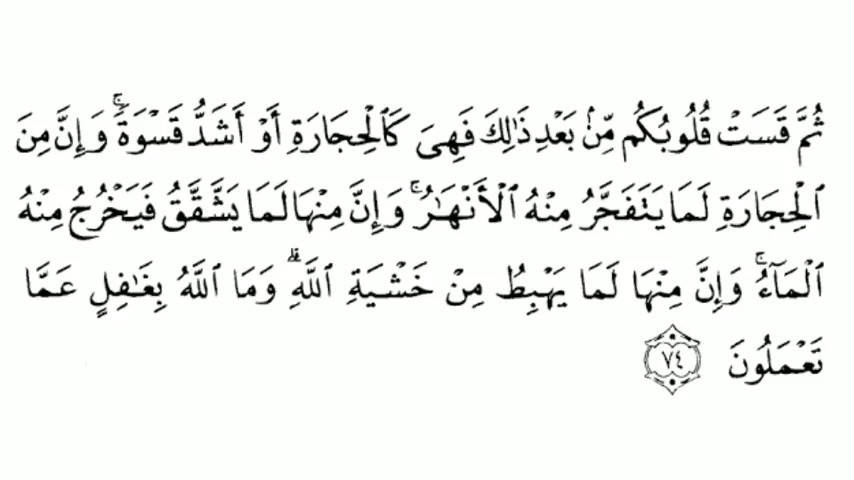 ثُمَّ قَسَتْ قُلُوبُكُم مِّنۢ بَعْدِ ذَٰلِكَ فَهِىَ كَٱلْحِجَارَةِ أَوْ أَشَدُّ قَسْوَةً ۚ وَإِنَّ مِنَ
ٱلْحِجَارَةِ لَمَا يَتَفَجَّرُ مِنْهُ ٱلْأَنْهَـٰرُ ۚ وَإِنَّ مِنْهَا لَمَا يَشَّقَّقُ فَيَخْرُجُ مِنْهُ
ٱلْمَآءُ ۚ وَإِنَّ مِنْهَا لَمَا يَهْبِطُ مِنْ خَشْيَةِ ٱللَّهِ ۗ وَمَا ٱللَّهُ بِغَـٰفِلٍ عَمَّا
تَعْمَلُونَ ٧٤